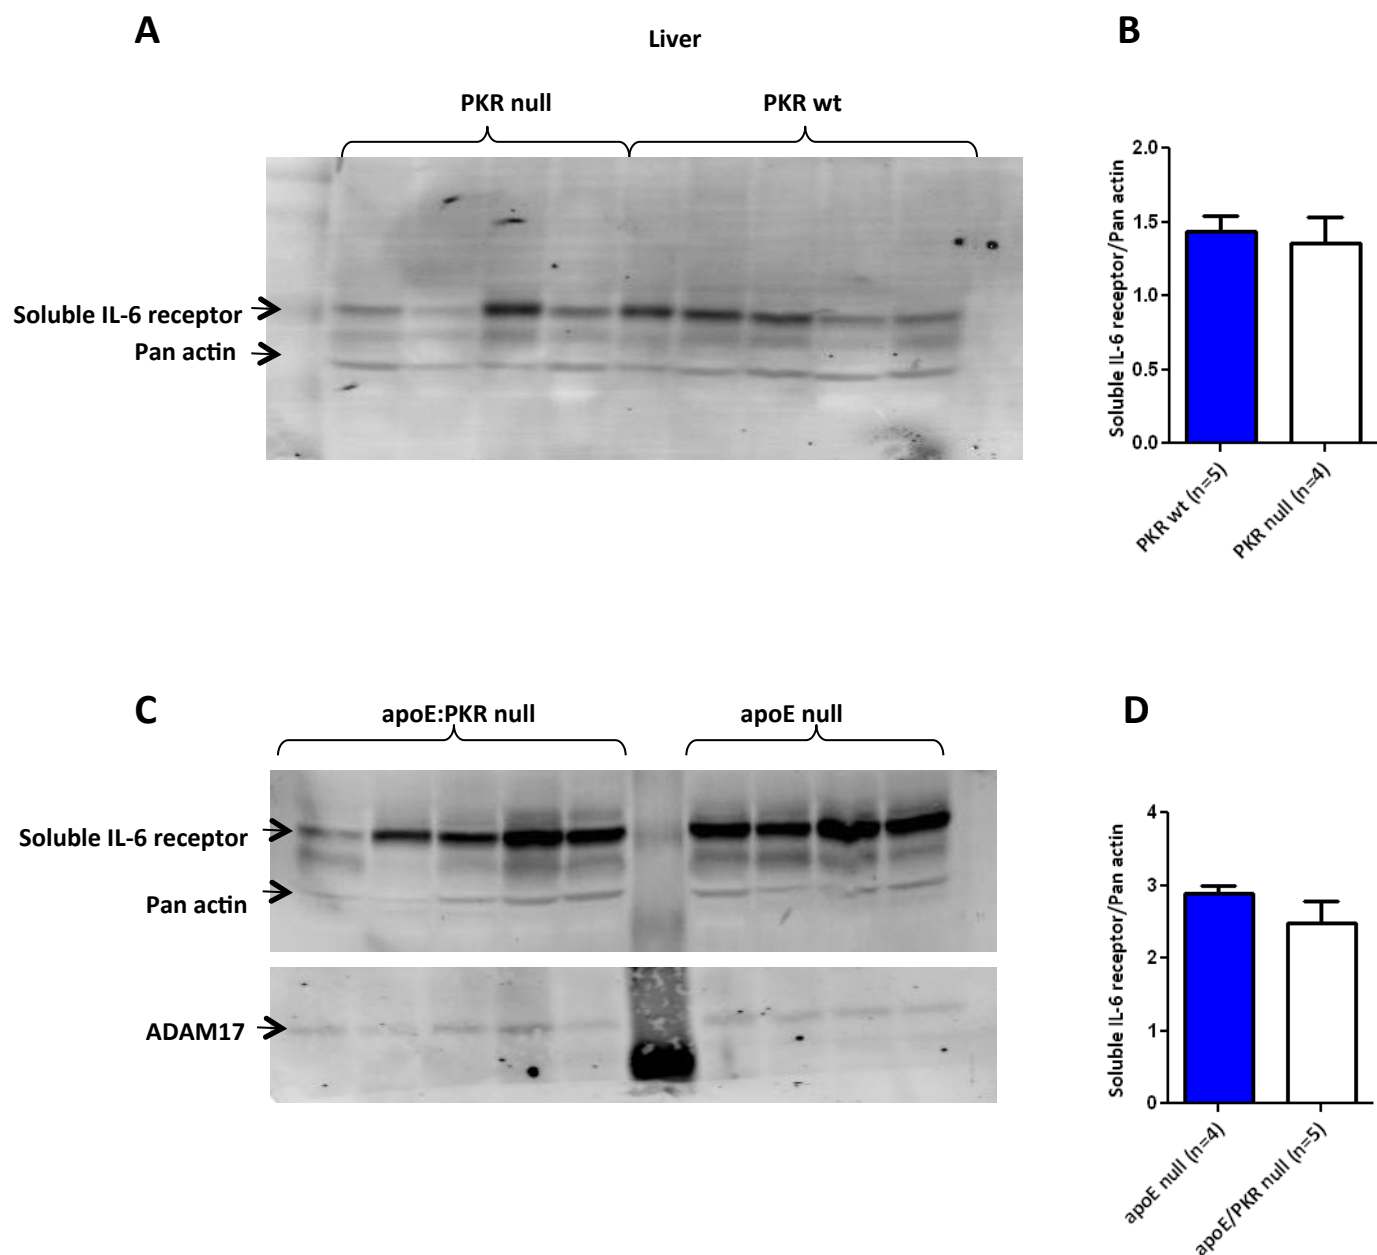 A
Liver
B
PKR null
PKR wt
Soluble IL-6 receptor
Pan actin
Soluble IL-6 receptor/Pan actin
2.0
1.5
1.0
0.5
0.0
PKR wt (n=5)
PKR null (n=4)
C
apoE:PKR null
apoE null
D
Soluble IL-6 receptor
Pan actin
ADAM17
Soluble IL-6 receptor/Pan actin
4
3
2
1
0
apoE null (n=4)
apoE/PKR null (n=5)